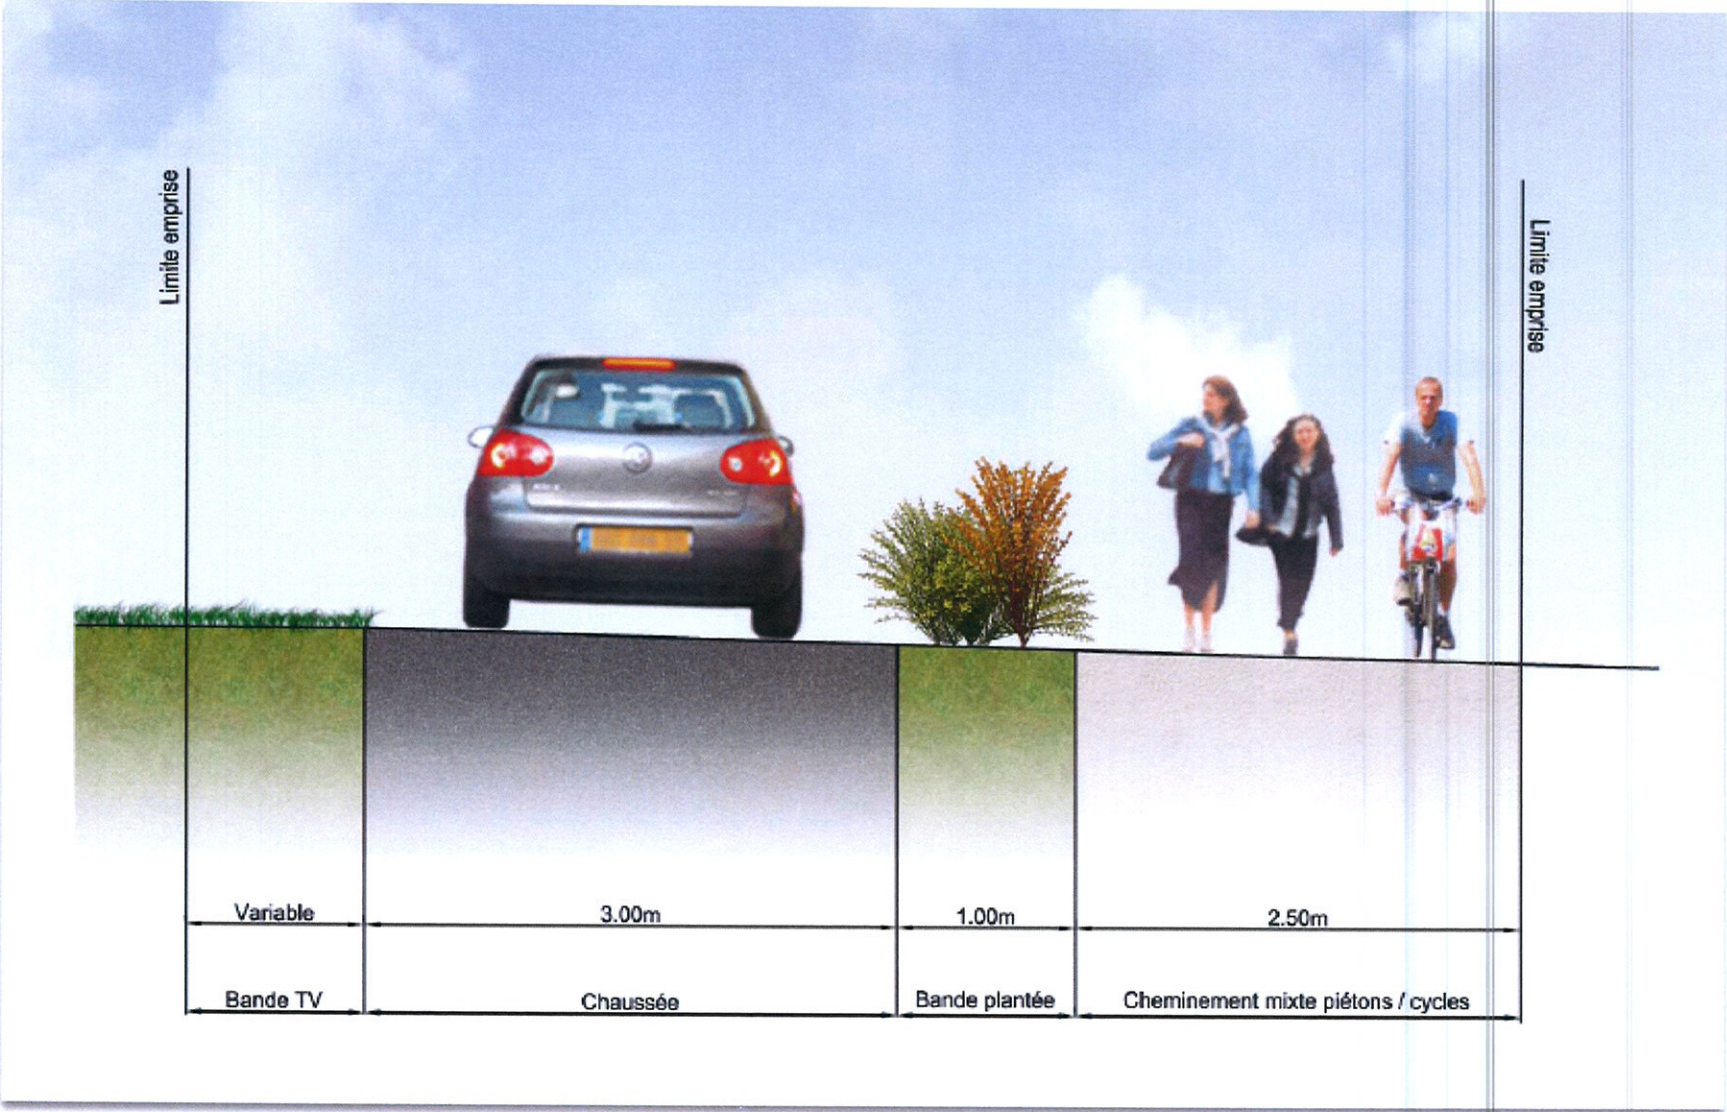 Limite emprise
Limite emprise
Variable
3.00m
1.00m
2.50m
Bande TV
Chaussée
Bande plantée
Cheminement mixte piétons / cycles